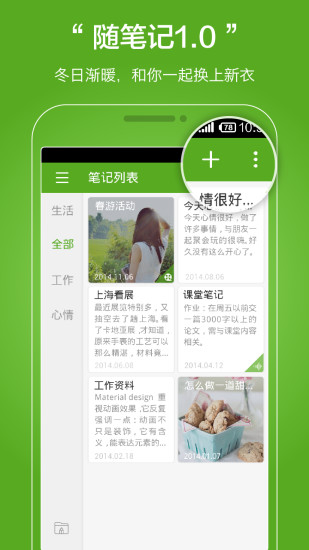 “随笔记1.0”
冬日渐暖,和你一起换上新衣
78 10:
笔记列表
情很好...
生活
全部
工作
心情
春游活动
2014.11.06
今天心
今天心情很好,做了
许多事情,与朋友一
起聚会玩的很嗨。好
久没有这么开心了。
2014.08.06
上海看展
最近展览特别多,又
抽空去了趟上海。看
了卡地亚展,才知道,
原来手表的工艺可以
那么精湛,材料竟...
课堂笔记
作业:在周五以前交
一篇3000字以上的
论文,需与课堂内容
相关。
2014.04.12
工作资料
Material design 重
视动画效果,它反复
强调一点:动画不
只是装饰,它有含
义,能表达元素的...
2014.02.18
怎么做一道甜...
2014.01.07